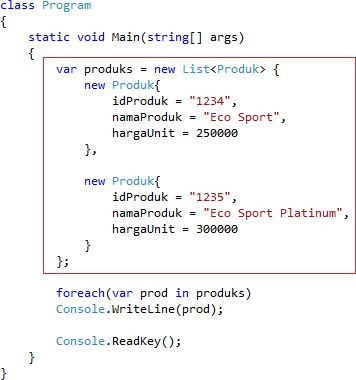 class Program
{
    static void Main(string[] args)
    {
        var produks = new List<Produk> {
            new Produk{
                idProduk = "1234",
                namaProduk = "Eco Sport",
                hargaUnit = 250000
            },

            new Produk{
                idProduk = "1235",
                namaProduk = "Eco Sport Platinum",
                hargaUnit = 300000
            }
        };

        foreach(var prod in produks)
        Console.WriteLine(prod);

        Console.ReadKey();
    }
}